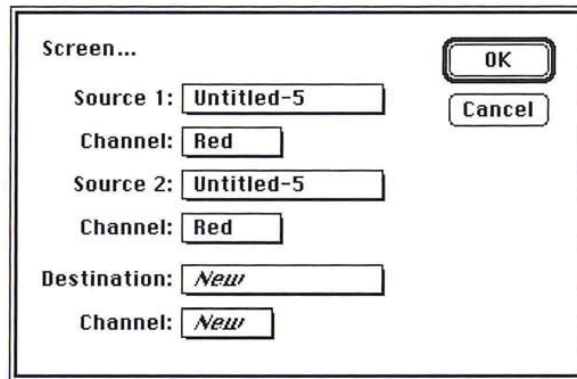 Screen...
OK
Source 1: Untitled-5
Cancel
Channel: Red
Source 2: Untitled-5
Channel: Red
Destination: New
Channel: New